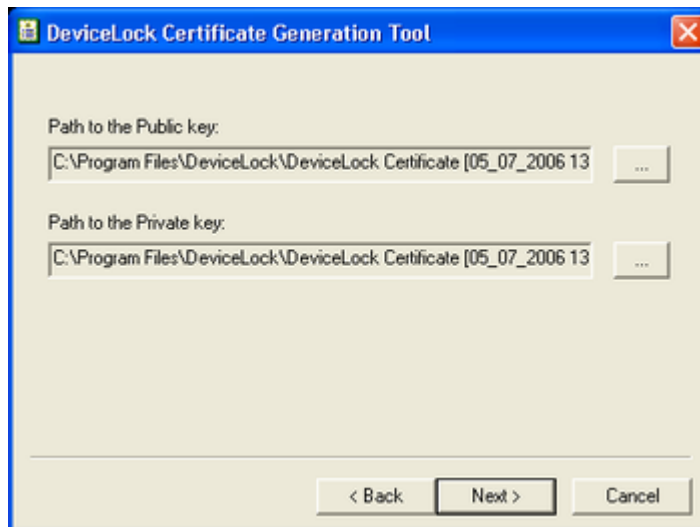 DeviceLock Certificate Generation Tool
Path to the Public key:
C:\Program Files\DeviceLock\DeviceLock Certificate [05_07_2006 13
...
Path to the Private key:
C:\Program Files\DeviceLock\DeviceLock Certificate [05_07_2006 13
...
< Back
Next >
Cancel